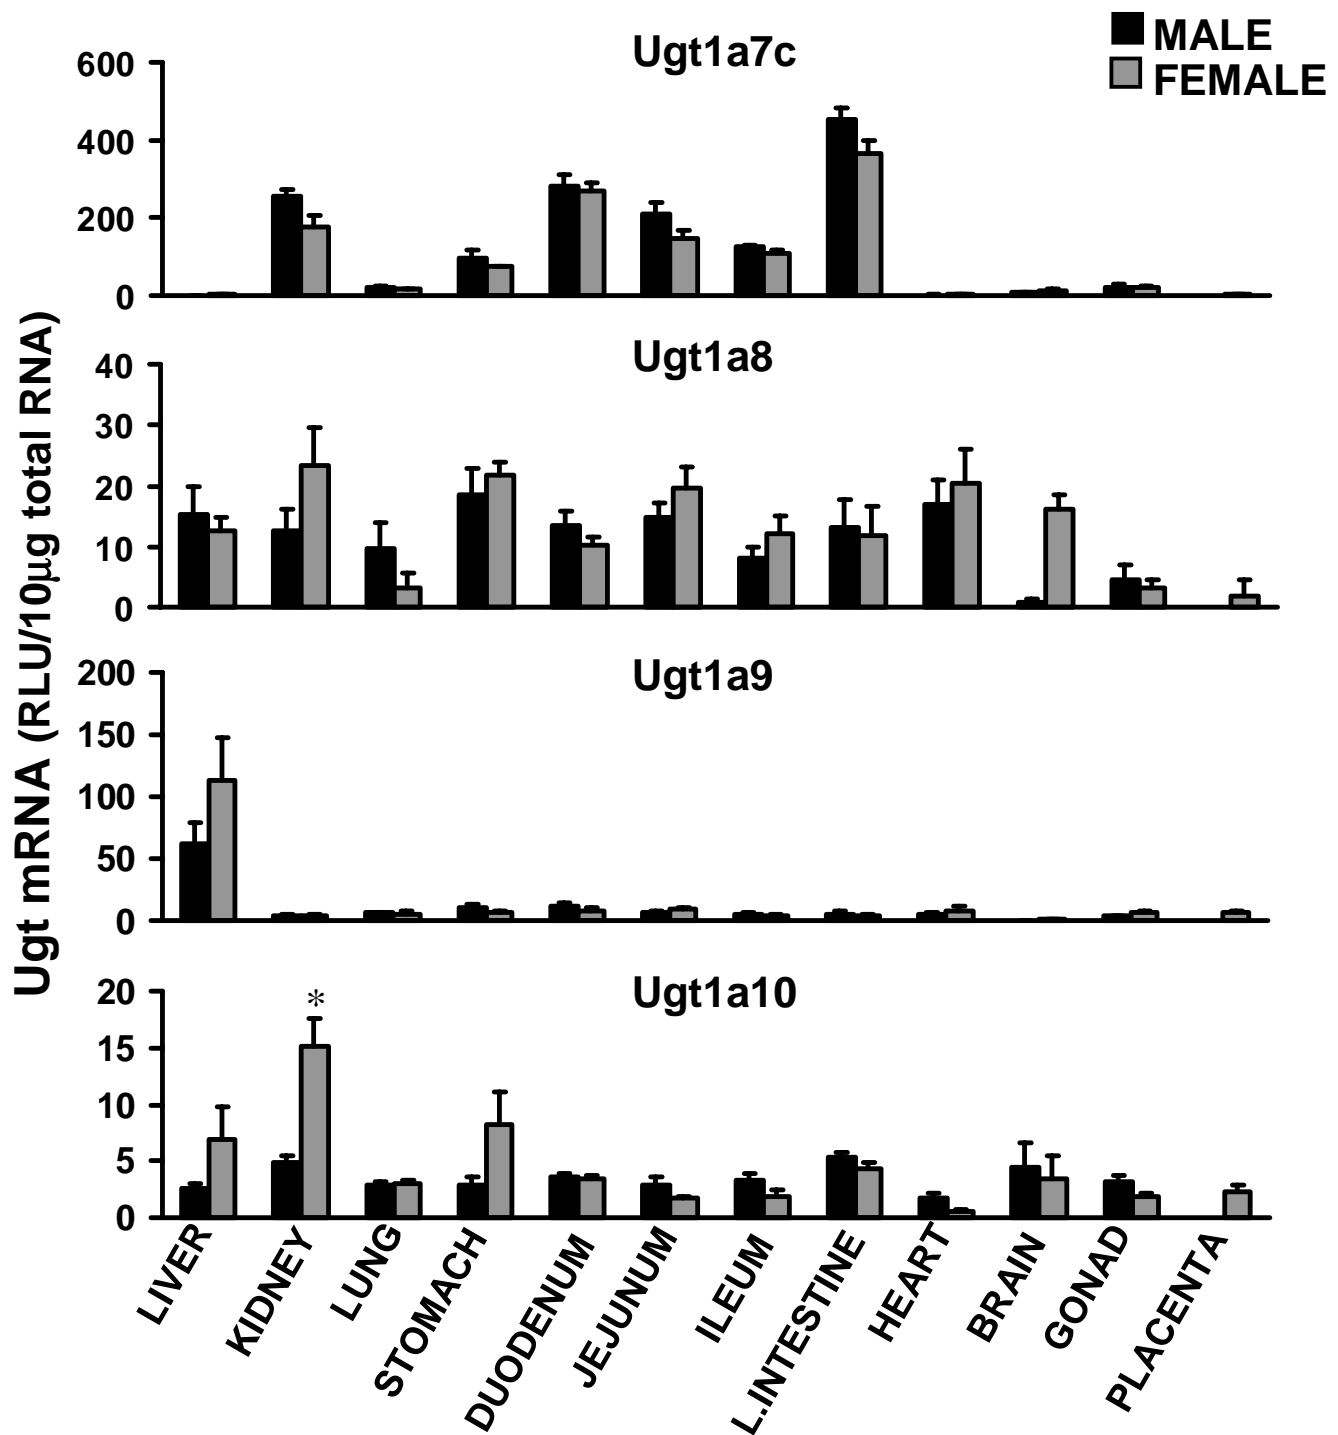 MALE
FEMALE
Ugt mRNA (RLU/10µg total RNA)
Ugt1a7c
600
400
200
0
Ugt1a8
40
30
20
10
0
Ugt1a9
200
150
100
50
0
Ugt1a10
20
15
10
5
0
*
LIVER
KIDNEY
LUNG
STOMACH
DUODENUM
JEJUNUM
ILEUM
L.INTESTINE
HEART
BRAIN
GONAD
PLACENTA